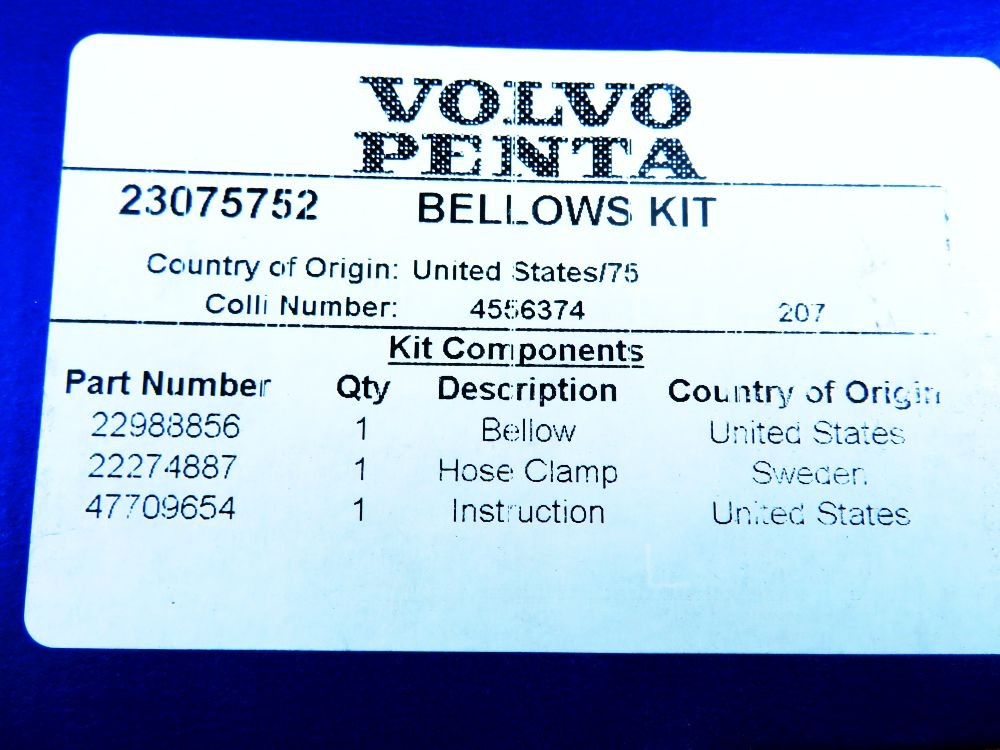 VOLVO
PENTA
23075752 BELLOWS KIT
Country of Origin: United States/75
Colli Number: 4556374 207
Kit Components
Part Number Qty Description Country of Origin
22988856 1 Bellow United States
22274887 1 Hose Clamp Sweden
47709654 1 Instruction United States